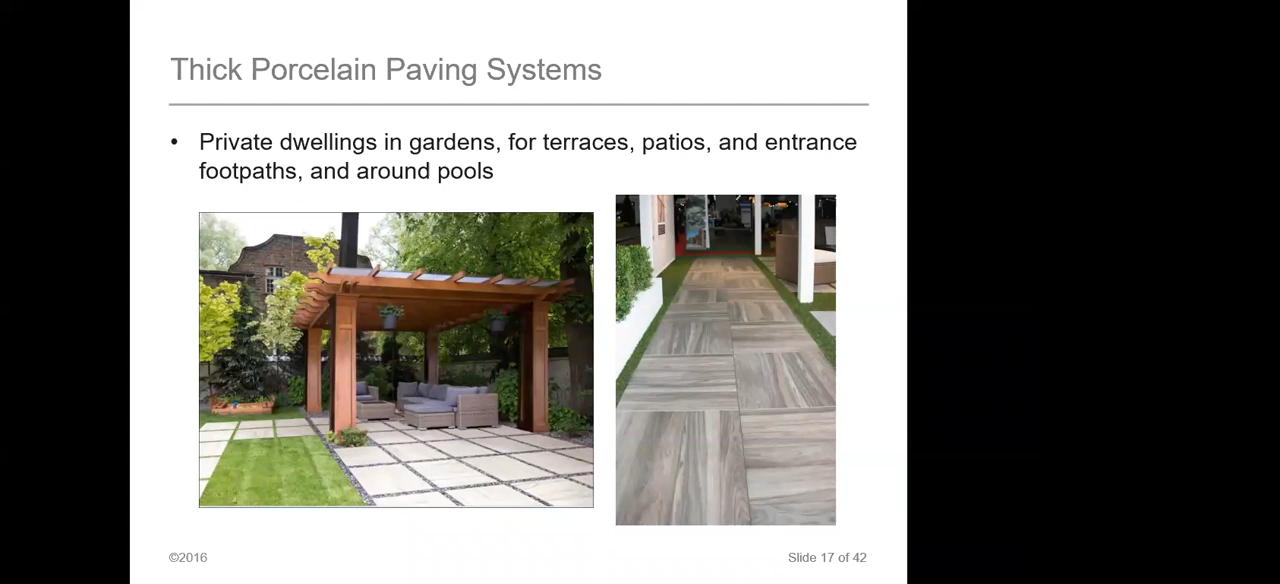 Thick Porcelain Paving Systems
• Private dwellings in gardens, for terraces, patios, and entrance
footpaths, and around pools
©2016
Slide 17 of 42